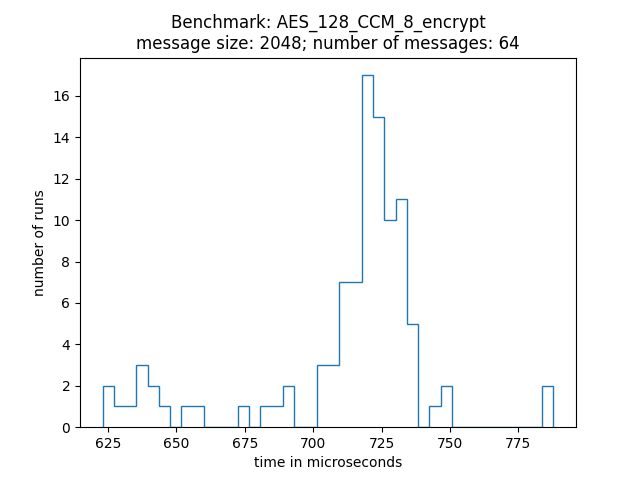 Benchmark: AES_128_CCM_8_encrypt
message size: 2048; number of messages: 64
16
14
12
10
8
6
4
2
0
number of runs
625 650 675 700 725 750 775
time in microseconds